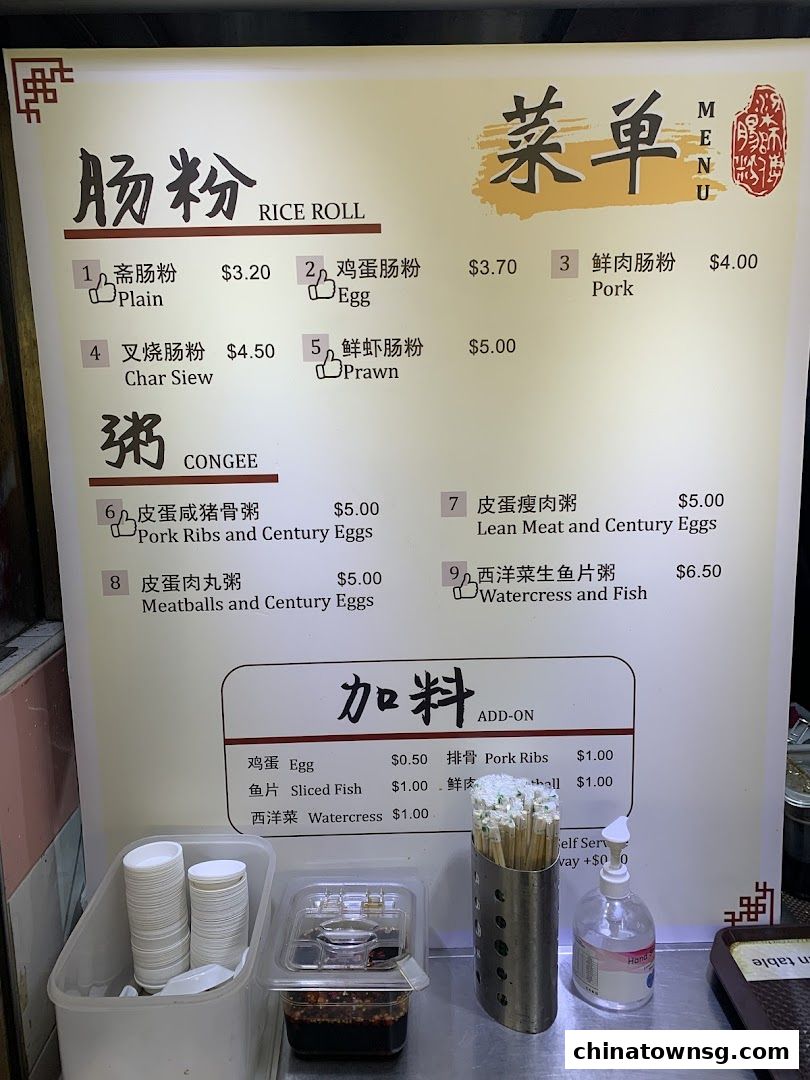 菜单 MENU
肠粉 RICE ROLL
1 斋肠粉 $3.20
Plain
2 鸡蛋肠粉 $3.70
Egg
3 鲜肉肠粉 $4.00
Pork
4 叉烧肠粉 $4.50
Char Siew
5 鲜虾肠粉 $5.00
Prawn
粥 CONGEE
6 皮蛋咸猪骨粥 $5.00
Pork Ribs and Century Eggs
7 皮蛋瘦肉粥 $5.00
Lean Meat and Century Eggs
8 皮蛋肉丸粥 $5.00
Meatballs and Century Eggs
9 西洋菜生鱼片粥 $6.50
Watercress and Fish
加料 ADD-ON
鸡蛋 Egg $0.50
排骨 Pork Ribs $1.00
鱼片 Sliced Fish $1.00
鲜肉 $1.00
西洋菜 Watercress $1.00
Hand
table
chinatownsg.com